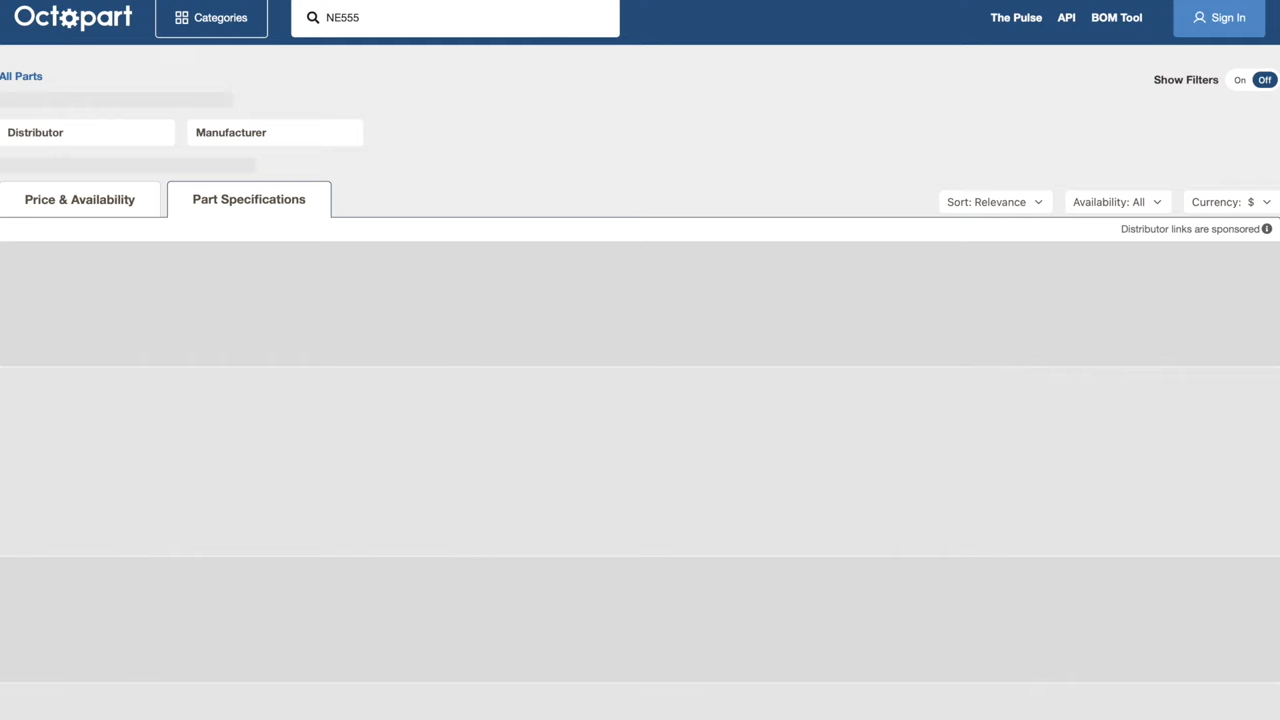 Octopart Categories NE555 The Pulse API BOM Tool Sign In
All Parts
Show Filters On Off
Distributor Manufacturer
Price & Availability Part Specifications Sort: Relevance Availability: All Currency: $
Distributor links are sponsored